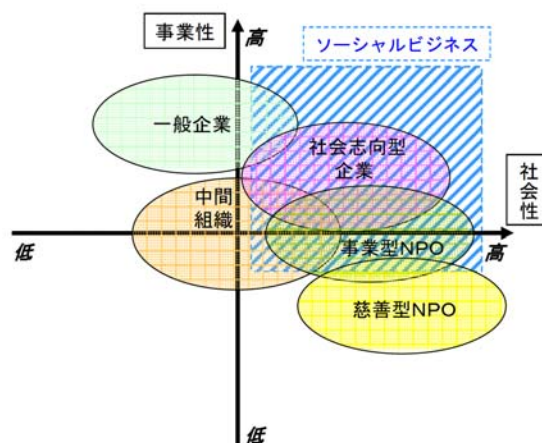 事業性
高
ソーシャルビジネス
一般企業
社会志向型
企業
社会性
中間
組織
低
事業型NPO
高
慈善型NPO
低